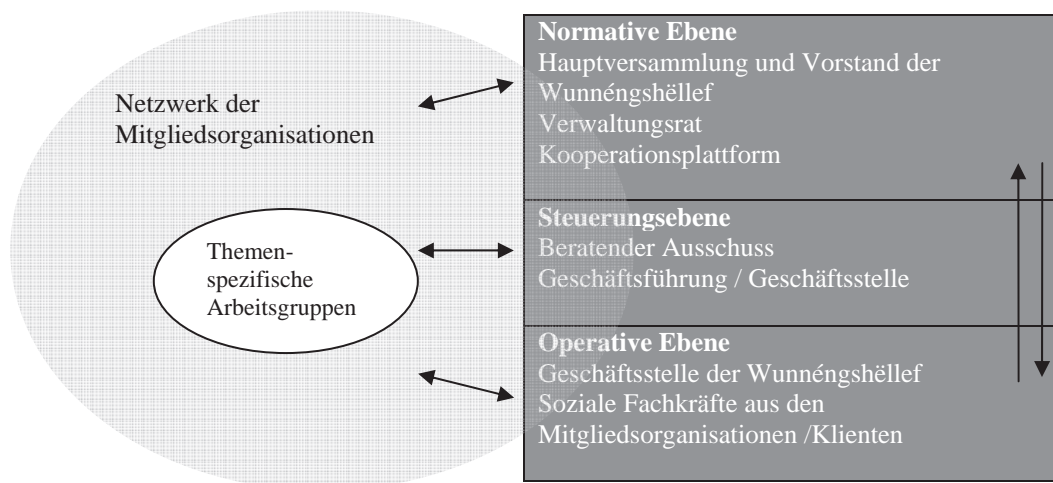 Netzwerk der
Mitgliedsorganisationen
Themen-
spezifische
Arbeitsgruppen
Normative Ebene
Hauptversammlung und Vorstand der
Wunnéngshëllef
Verwaltungsrat
Kooperationsplattform
Steuerungsebene
Beratender Ausschuss
Geschäftsführung / Geschäftsstelle
Operative Ebene
Geschäftsstelle der Wunnéngshëllef
Soziale Fachkräfte aus den
Mitgliedsorganisationen /Klienten